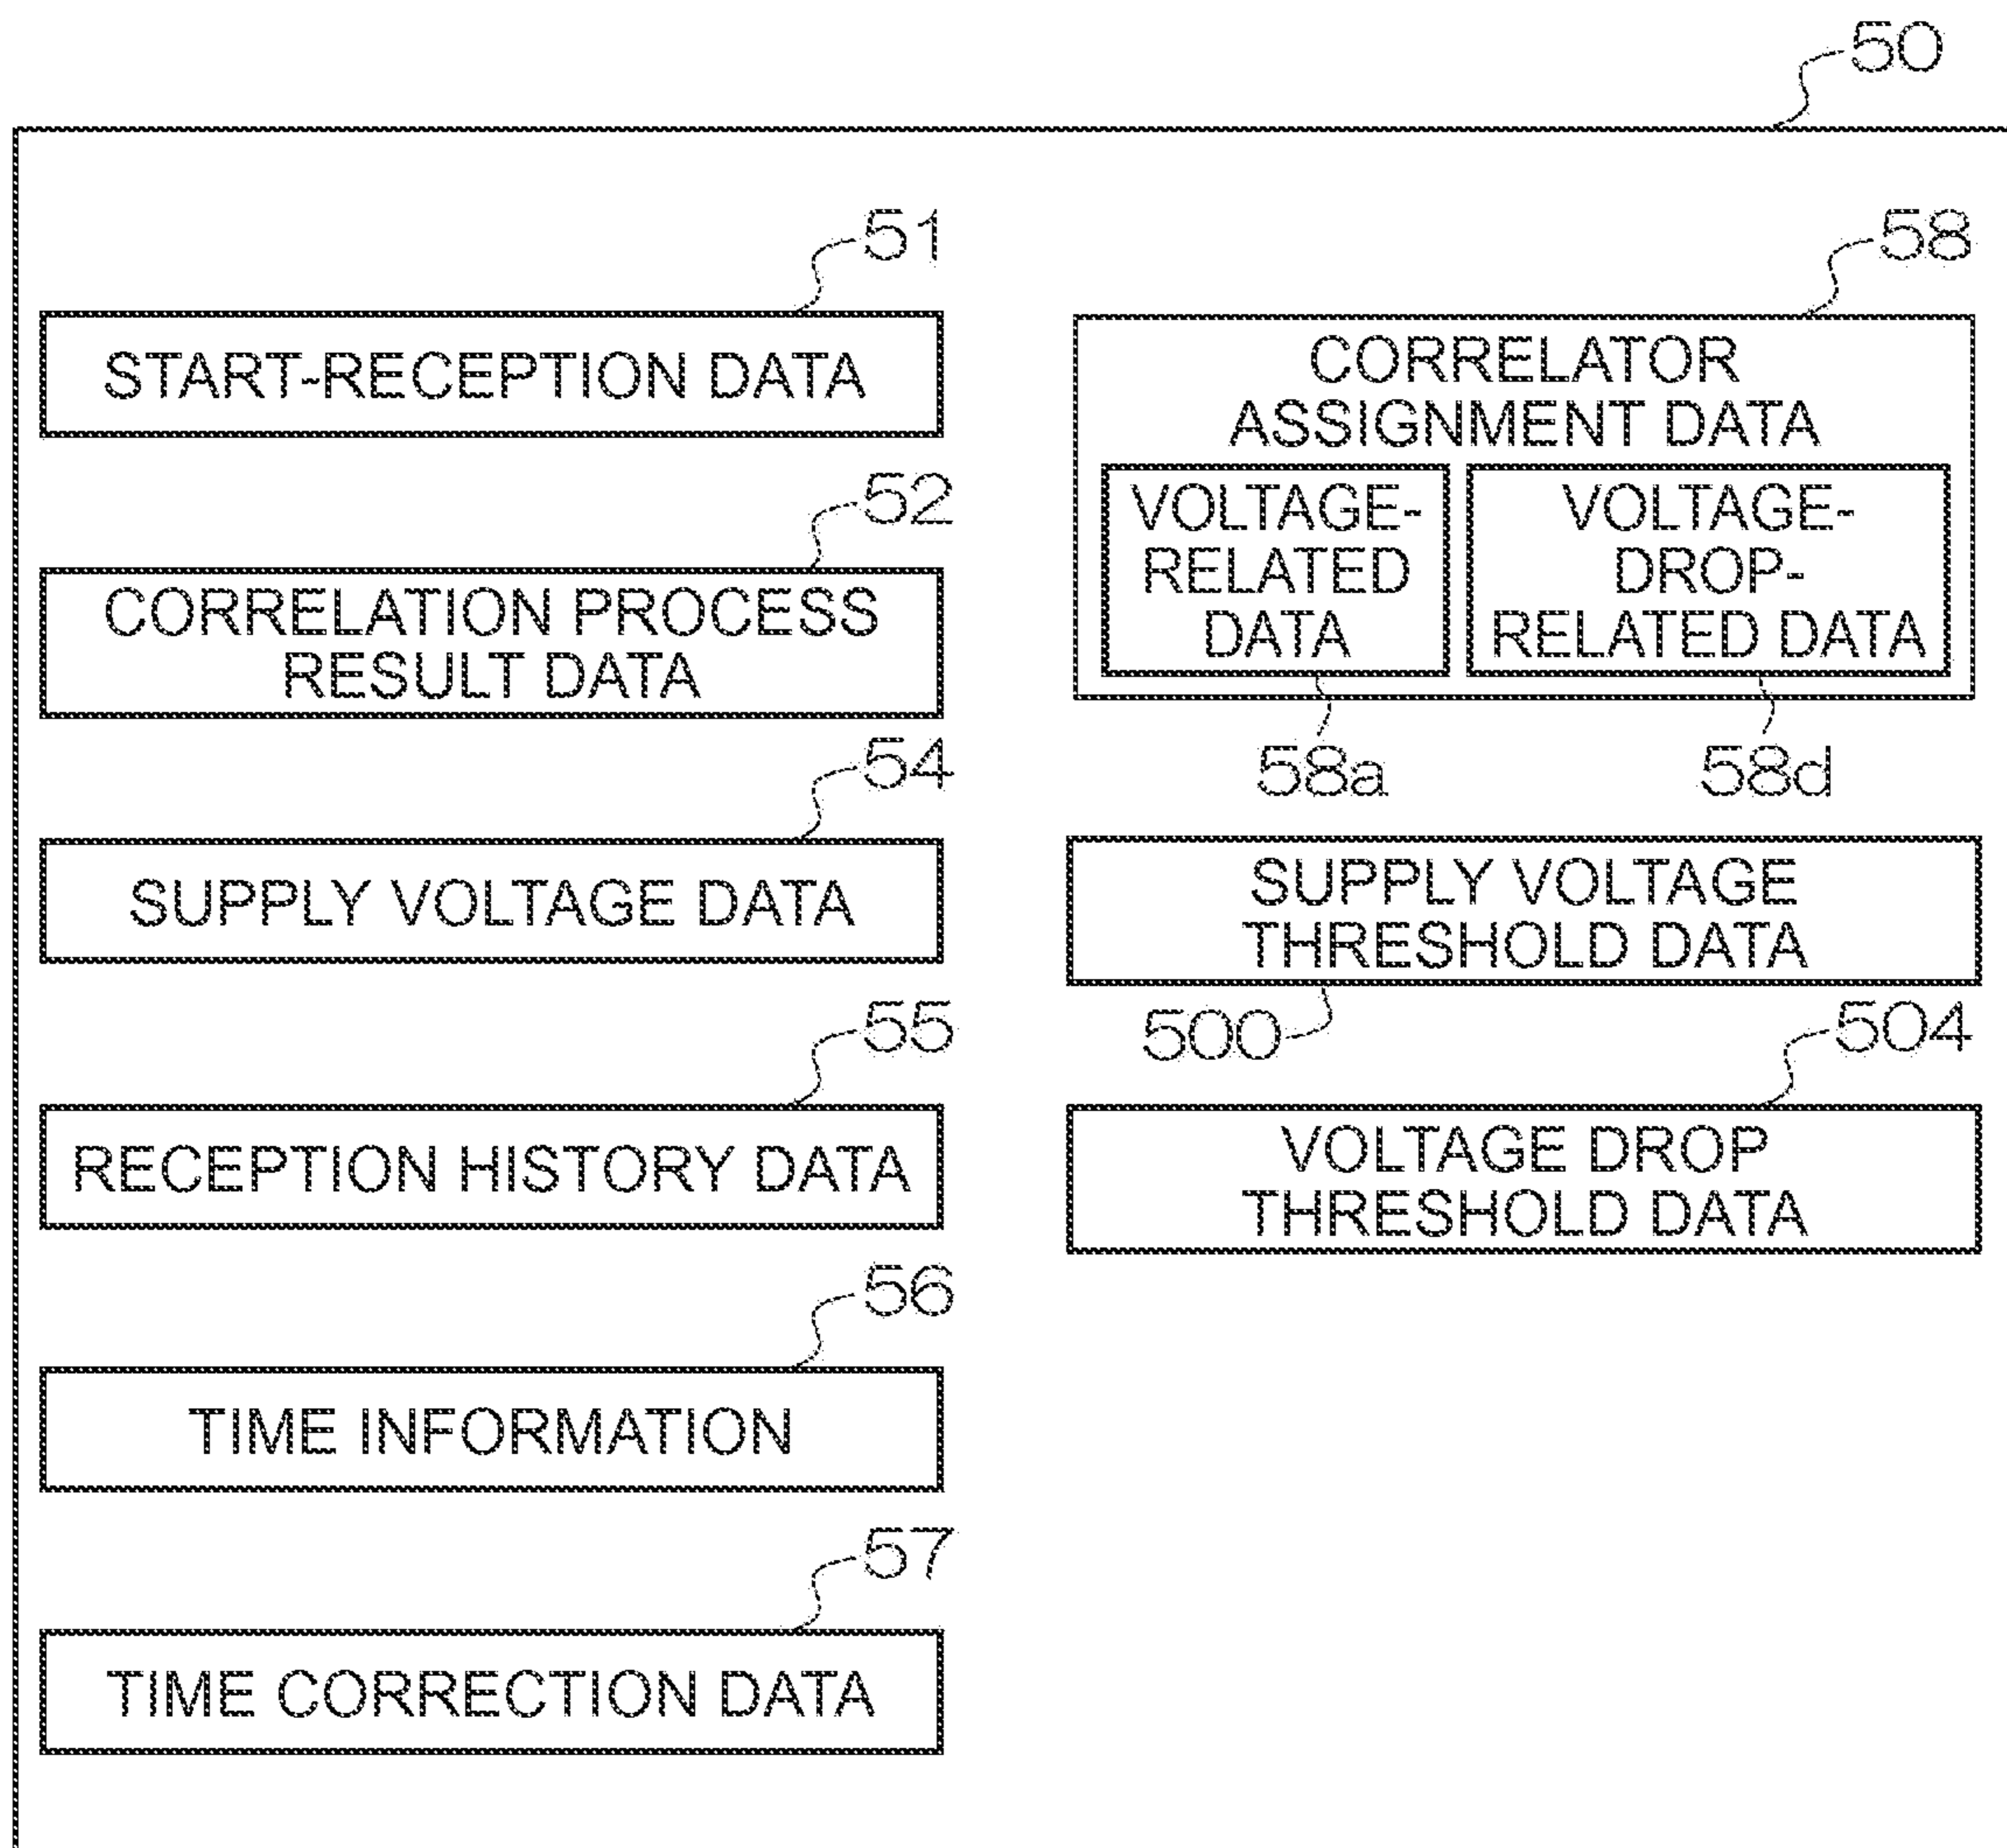 50
51
START-RECEPTION DATA
52
CORRELATION PROCESS
RESULT DATA
54
SUPPLY VOLTAGE DATA
55
RECEPTION HISTORY DATA
56
TIME INFORMATION
57
TIME CORRECTION DATA
58
CORRELATOR
ASSIGNMENT DATA
VOLTAGE-
RELATED
DATA
58a
VOLTAGE-
DROP-
RELATED DATA
58d
SUPPLY VOLTAGE
THRESHOLD DATA
500
504
VOLTAGE DROP
THRESHOLD DATA